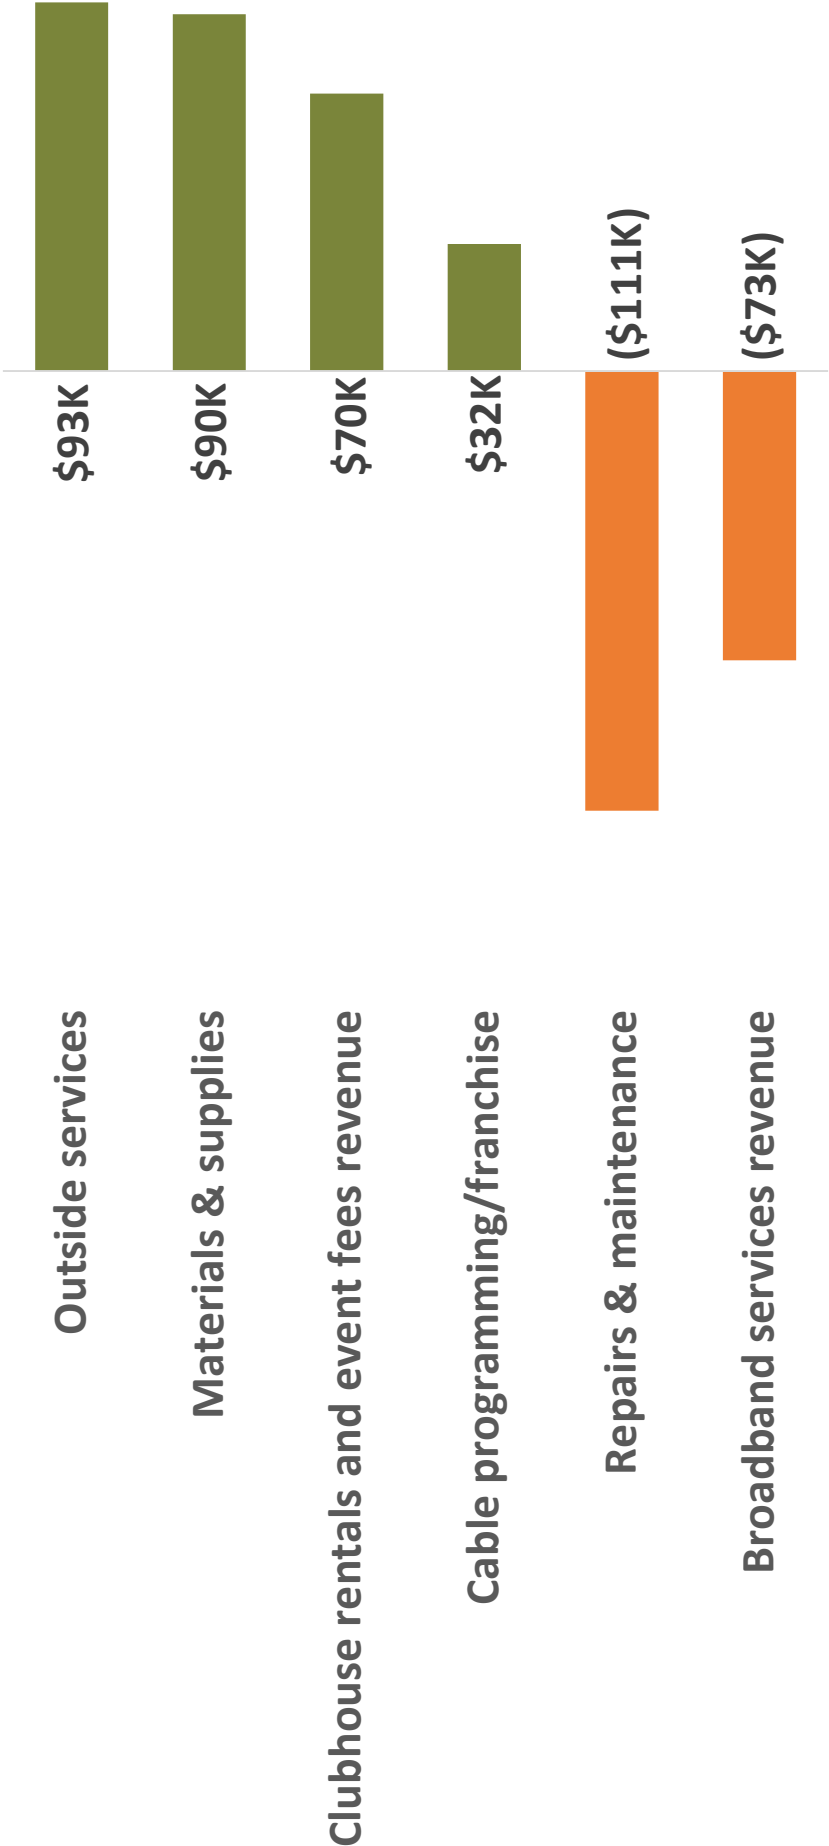 Outside services
$93K
Materials & supplies
$90K
Clubhouse rentals and event fees revenue
$70K
Cable programming/franchise
$32K
Repairs & maintenance
($111K)
Broadband services revenue
($73K)